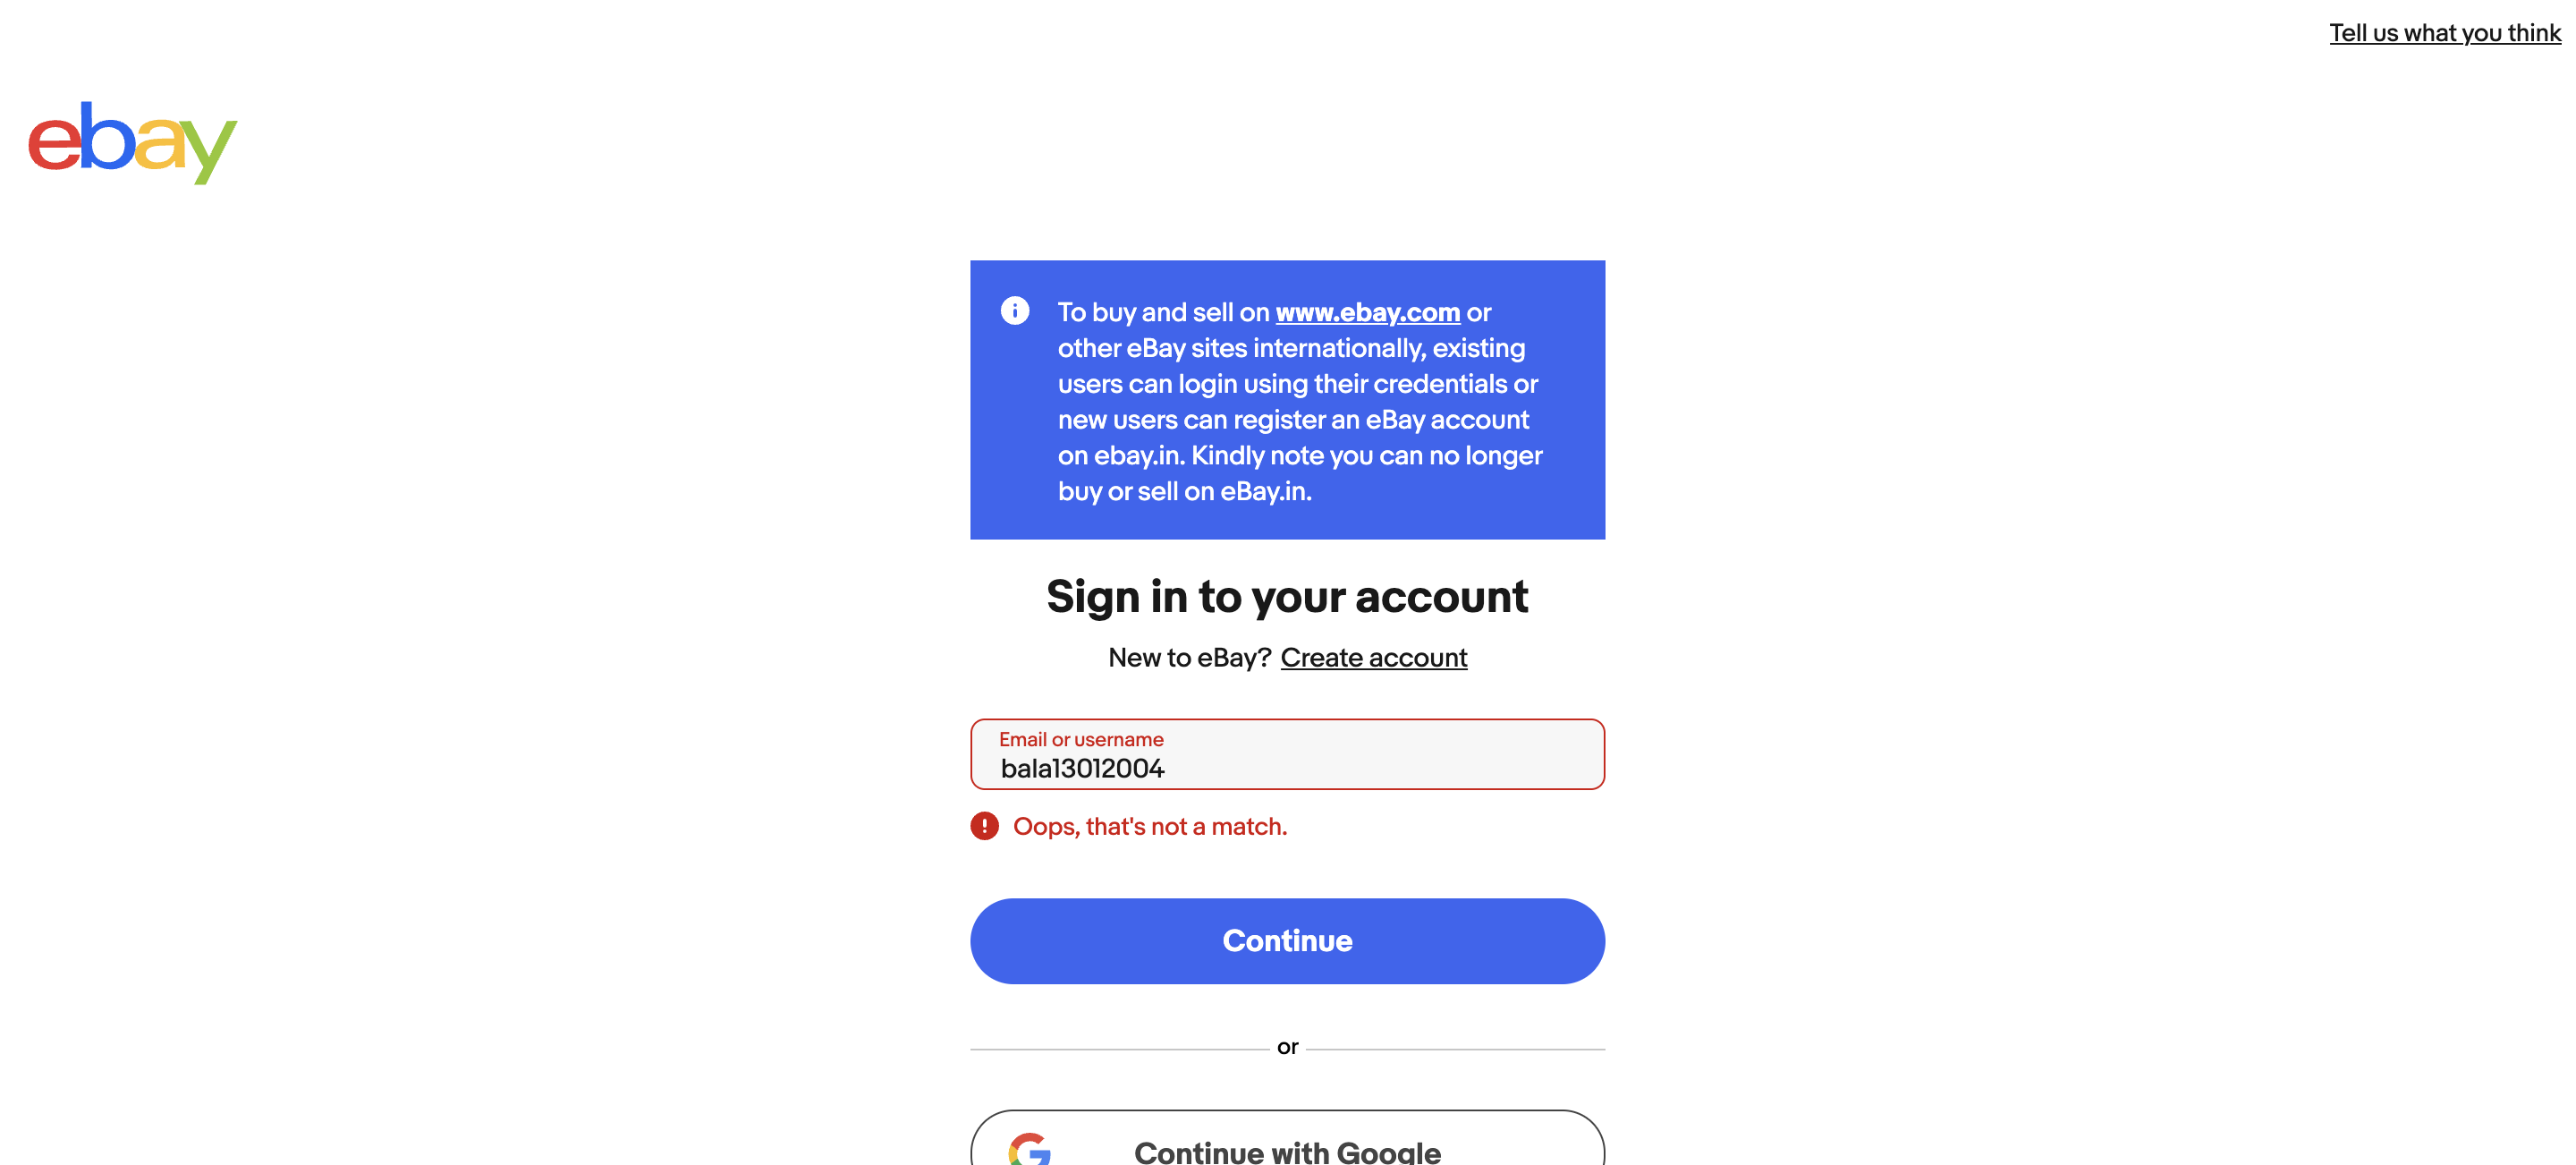 Tell us what you think
ebay
To buy and sell on www.ebay.com or
other eBay sites internationally, existing
users can login using their credentials or
new users can register an eBay account
on ebay.in. Kindly note you can no longer
buy or sell on eBay.in.
Sign in to your account
New to eBay? Create account
Email or username
bala13012004
Oops, that's not a match.
Continue
or
Continue with Google